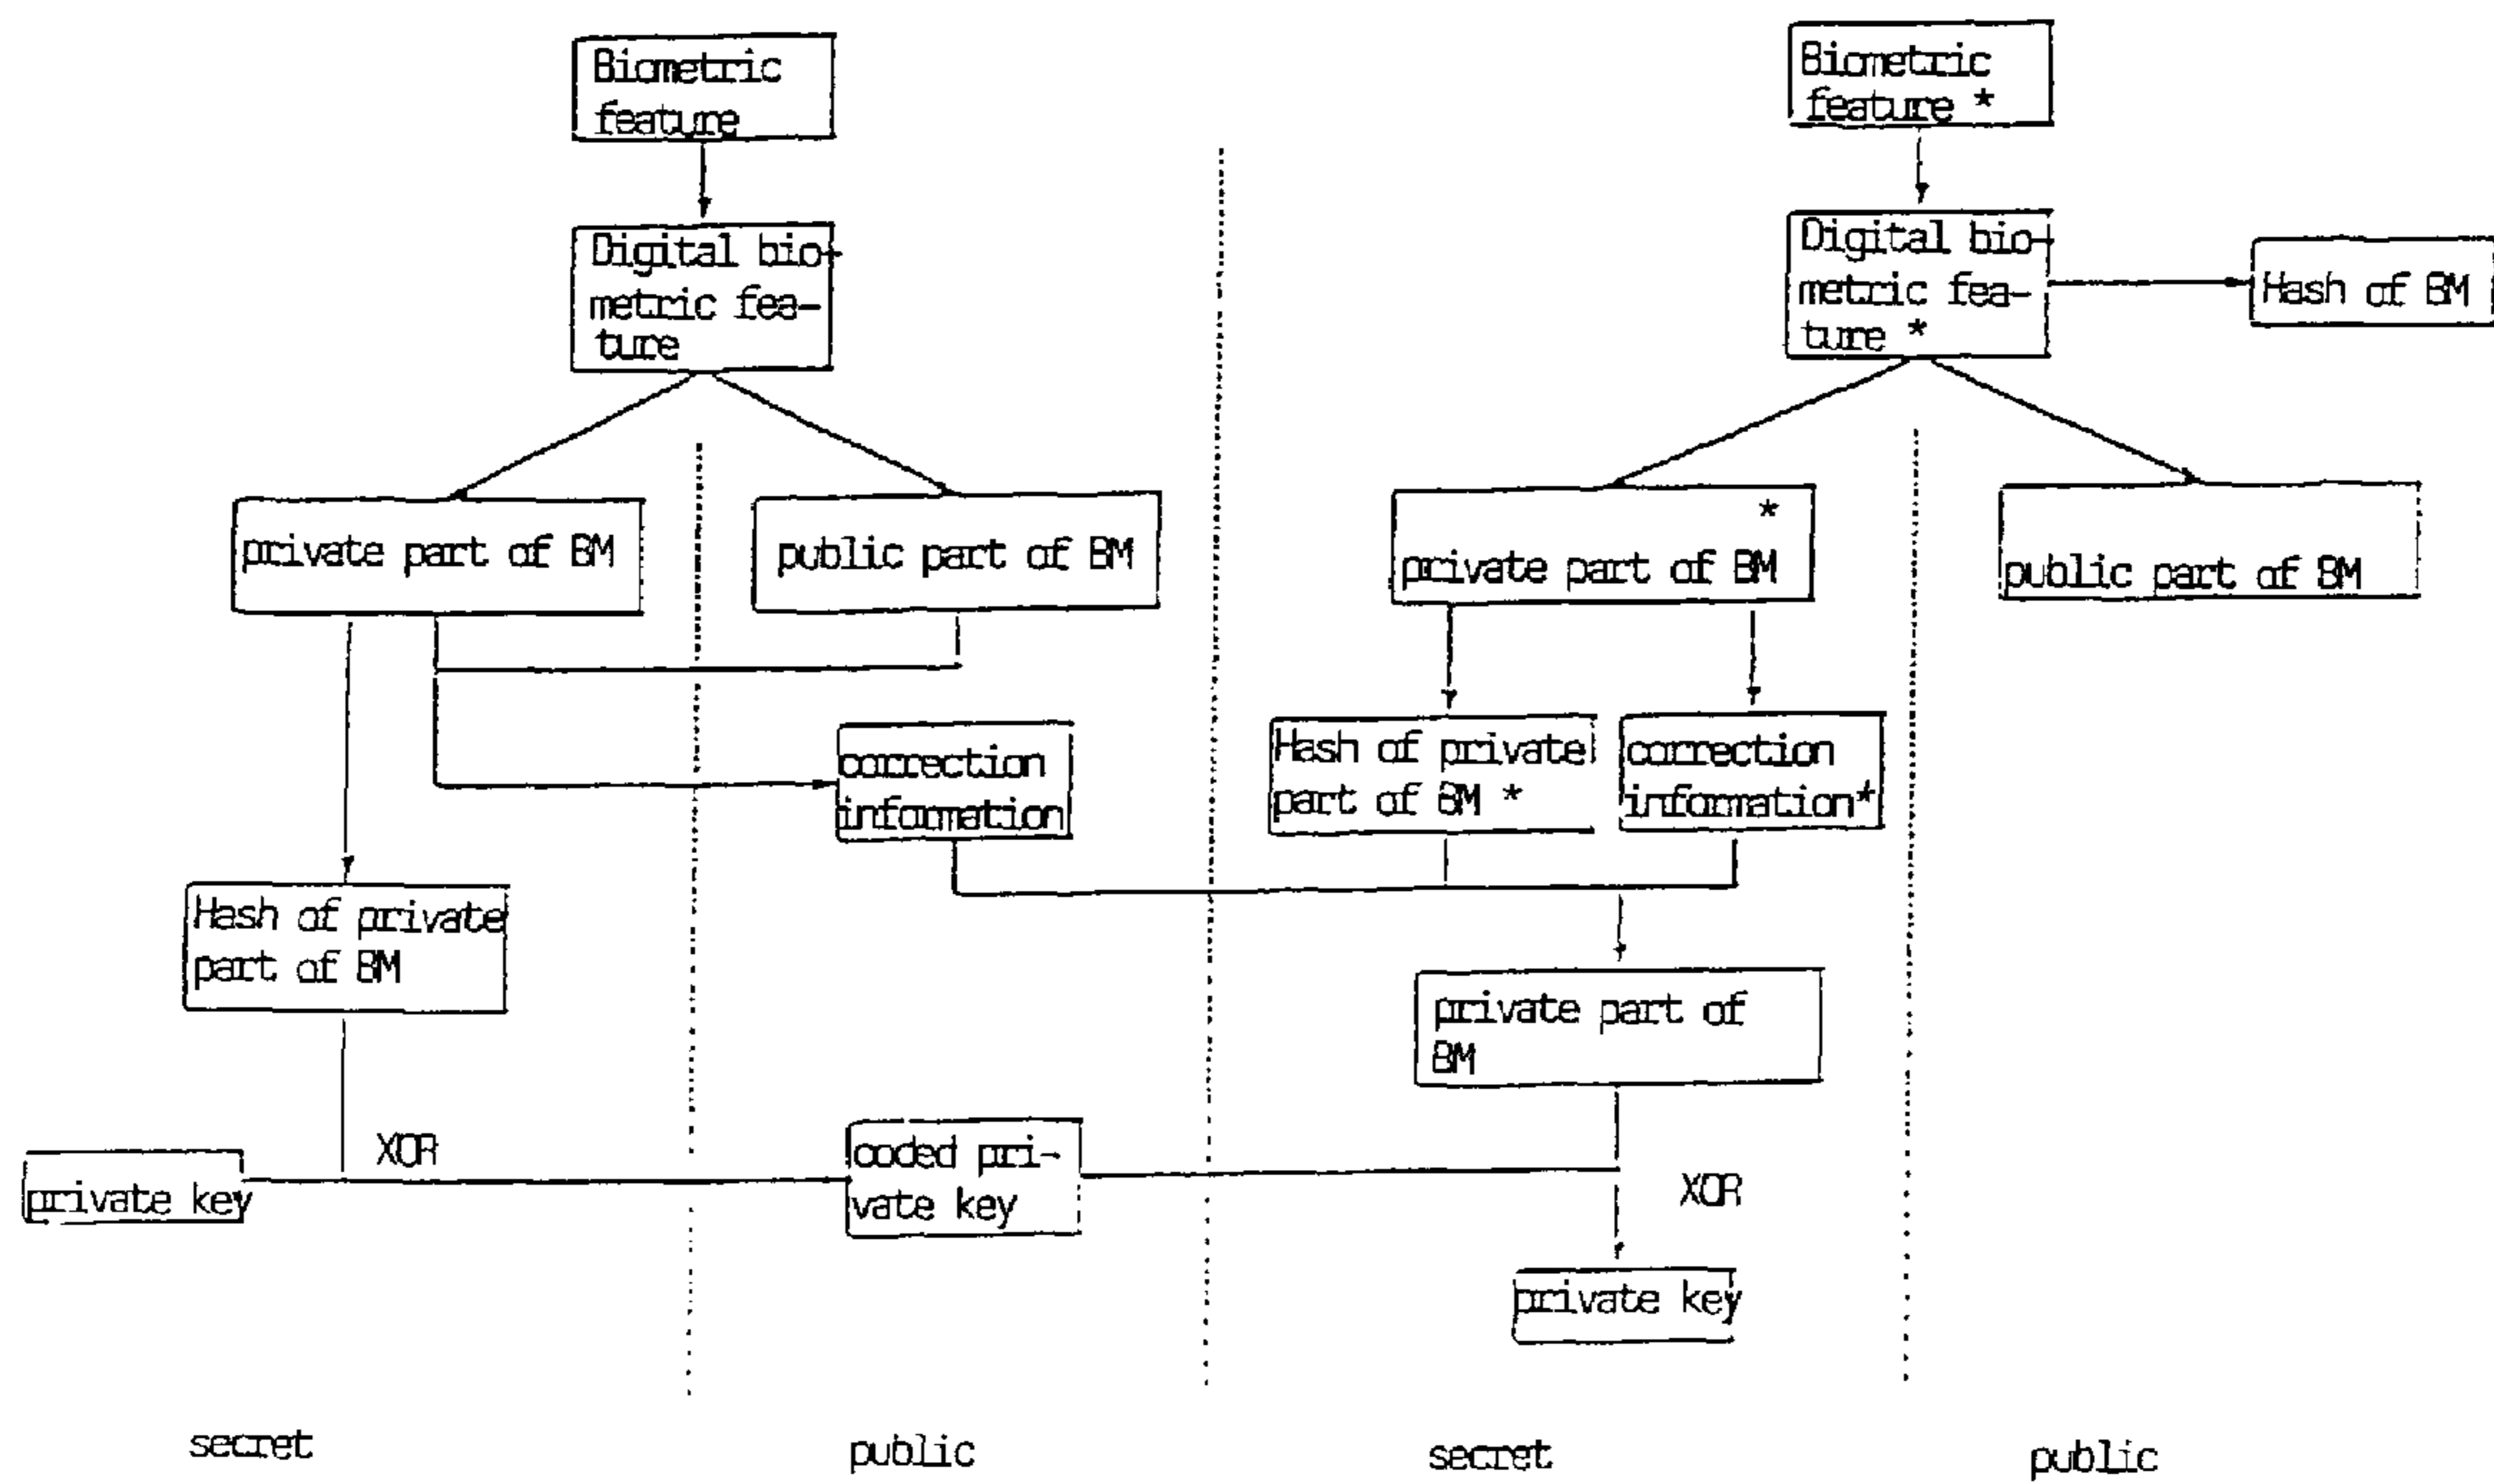 Biometric
feature
Digital bio-
metric fea-
ture
private part of BM
public part of BM
correction
information
Hash of private
part of BM
XOR
private key
coded pri-
vate key
secret
public
Biometric
feature *
Digital bio-
metric fea-
ture *
Hash of BM
*
private part of BM
public part of BM
Hash of private
part of BM *
correction
information*
private part of
BM
XOR
private key
secret
public